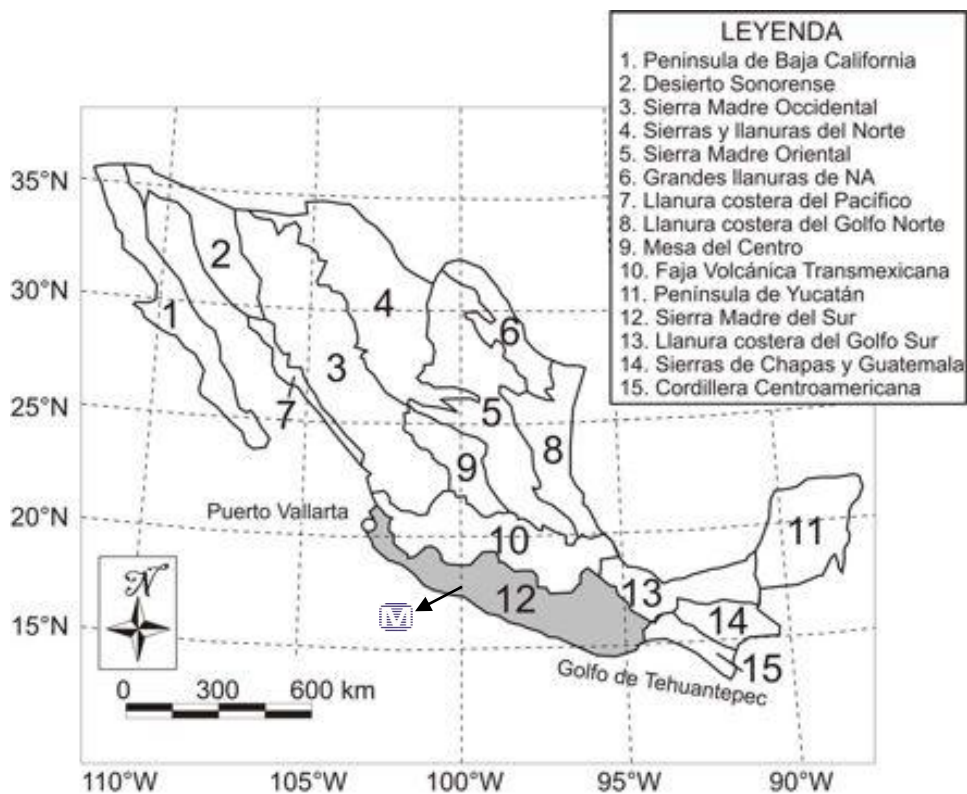 LEYENDA
1. Península de Baja California
2. Desierto Sonorense
3. Sierra Madre Occidental
4. Sierras y llanuras del Norte
5. Sierra Madre Oriental
6. Grandes llanuras de NA
7. Llanura costera del Pacífico
8. Llanura costera del Golfo Norte
9. Mesa del Centro
10. Faja Volcánica Transmexicana
11. Península de Yucatán
12. Sierra Madre del Sur
13. Llanura costera del Golfo Sur
14. Sierras de Chapas y Guatemala
15. Cordillera Centroamericana
35°N
30°N
25°N
20°N
15°N
1
2
3
4
5
6
7
8
9
10
11
12
13
14
15
Puerto Vallarta
M
Golfo de Tehuantepec
N
0 300 600 km
110°W 105°W 100°W 95°W 90°W